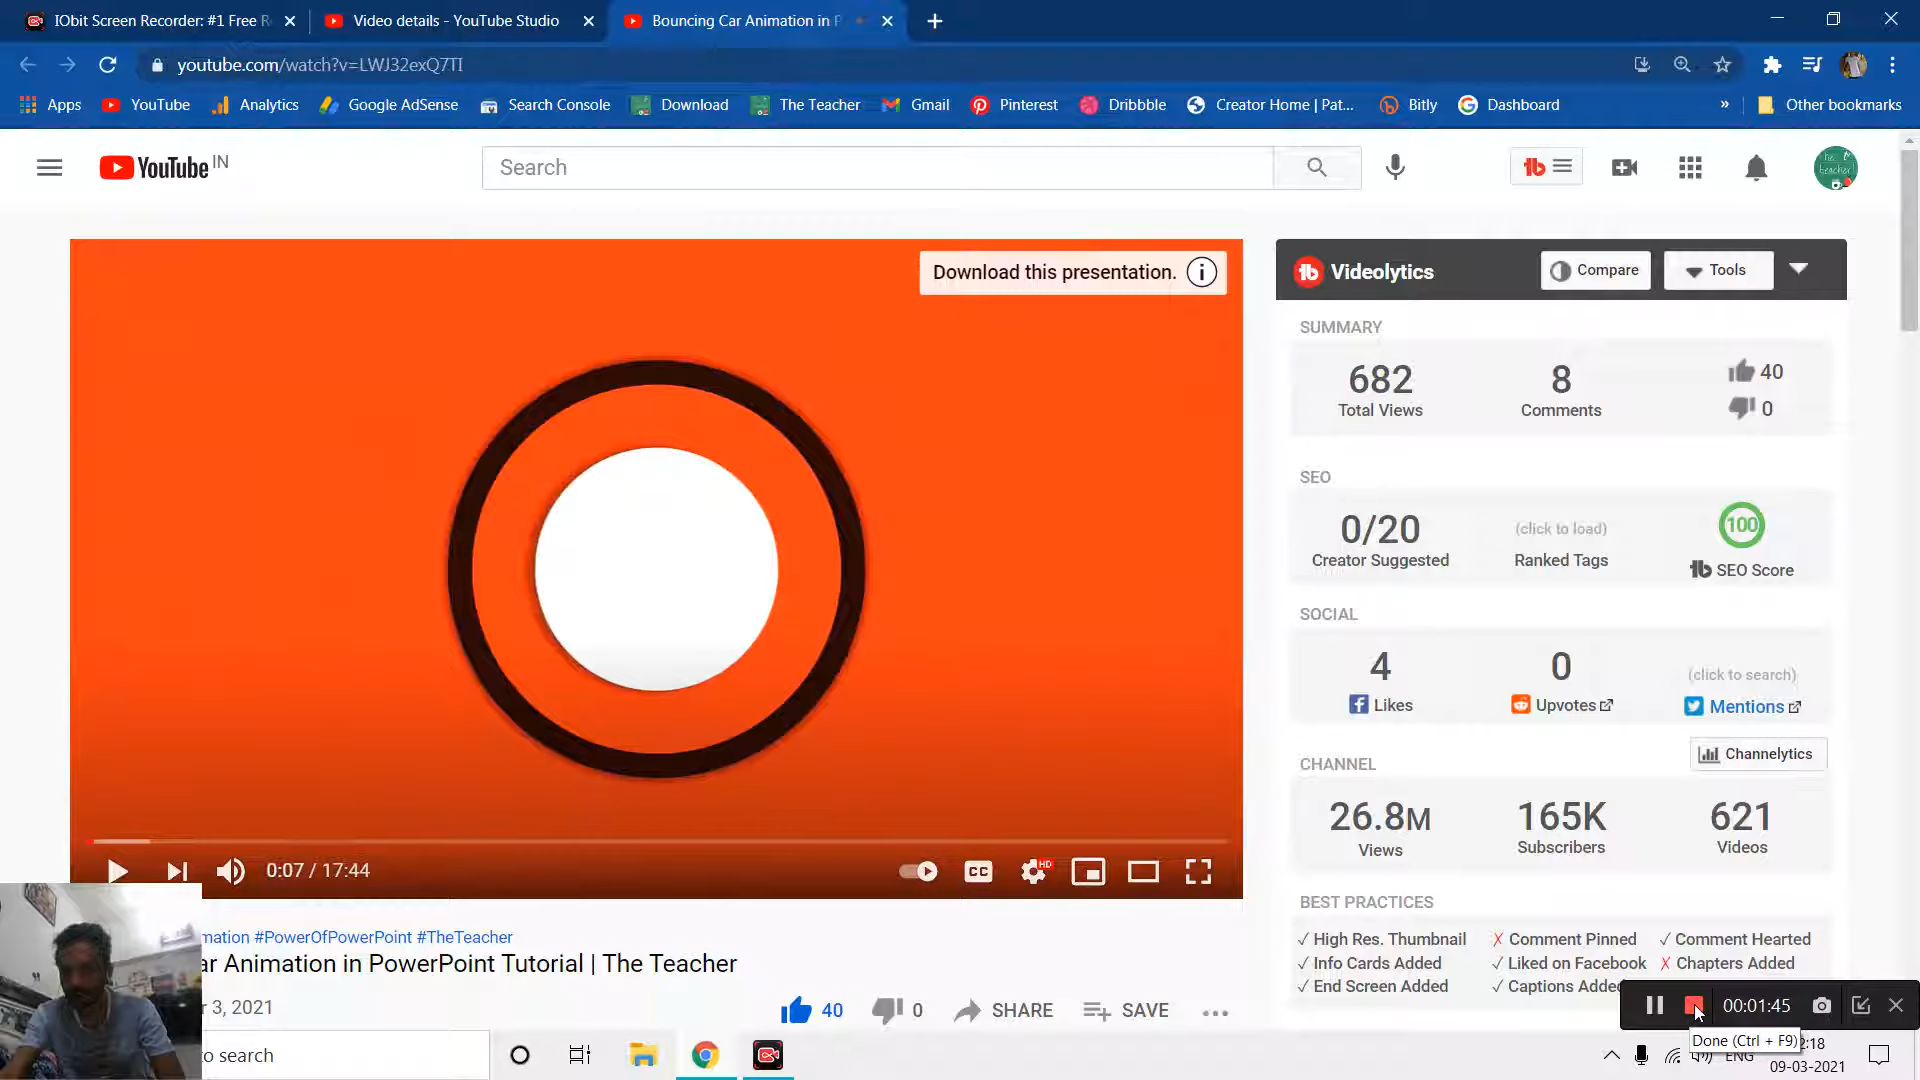 IObit Screen Recorder: #1 Free R
Video details - YouTube Studio
Bouncing Car Animation in P
youtube.com/watch?v=LWJ32exQ7TI
Apps
YouTube
Analytics
Google AdSense
Search Console
Download
The Teacher
Gmail
Pinterest
Dribbble
Creator Home | Pat...
Bitly
Dashboard
»
Other bookmarks
YouTube IN
Search
Download this presentation.
Videolytics
Compare
Tools
SUMMARY
682
Total Views
8
Comments
40
0
SEO
0/20
Creator Suggested
(click to load)
Ranked Tags
100
SEO Score
SOCIAL
4
Likes
0
Upvotes
(click to search)
Mentions
CHANNEL
Channelytics
26.8M
Views
165K
Subscribers
621
Videos
BEST PRACTICES
✓ High Res. Thumbnail
✗ Comment Pinned
✓ Comment Hearted
✓ Info Cards Added
✓ Liked on Facebook
✗ Chapters Added
✓ End Screen Added
✓ Captions Added
0:07 / 17:44
CC
HD
mation #PowerOfPowerPoint #TheTeacher
ar Animation in PowerPoint Tutorial | The Teacher
r 3, 2021
40
0
SHARE
SAVE
00:01:45
Done (Ctrl + F9)
to search
ENG
2:18
09-03-2021